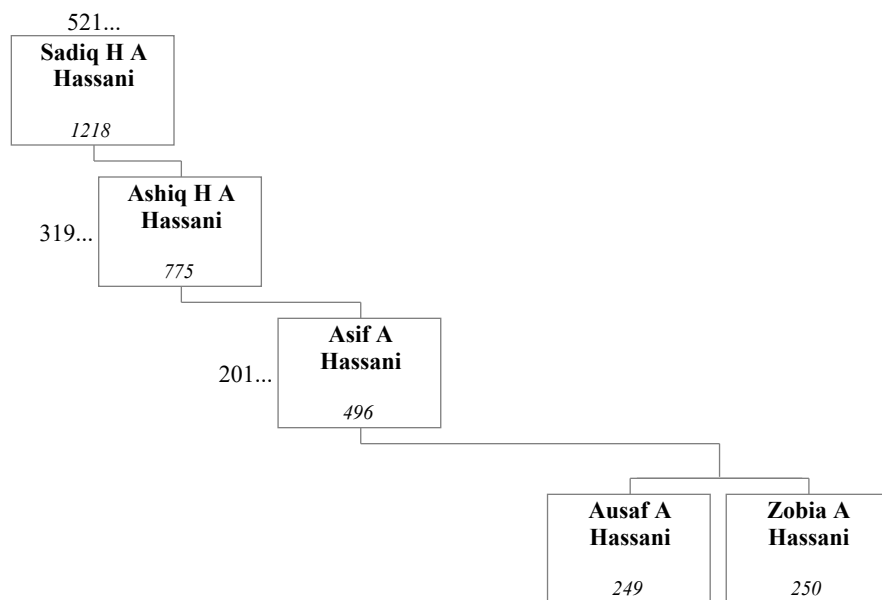 521...
Sadiq H A
Hassani
1218
Ashiq H A
Hassani
319...
775
Asif A
Hassani
201...
496
Ausaf A
Hassani
249
Zobia A
Hassani
250